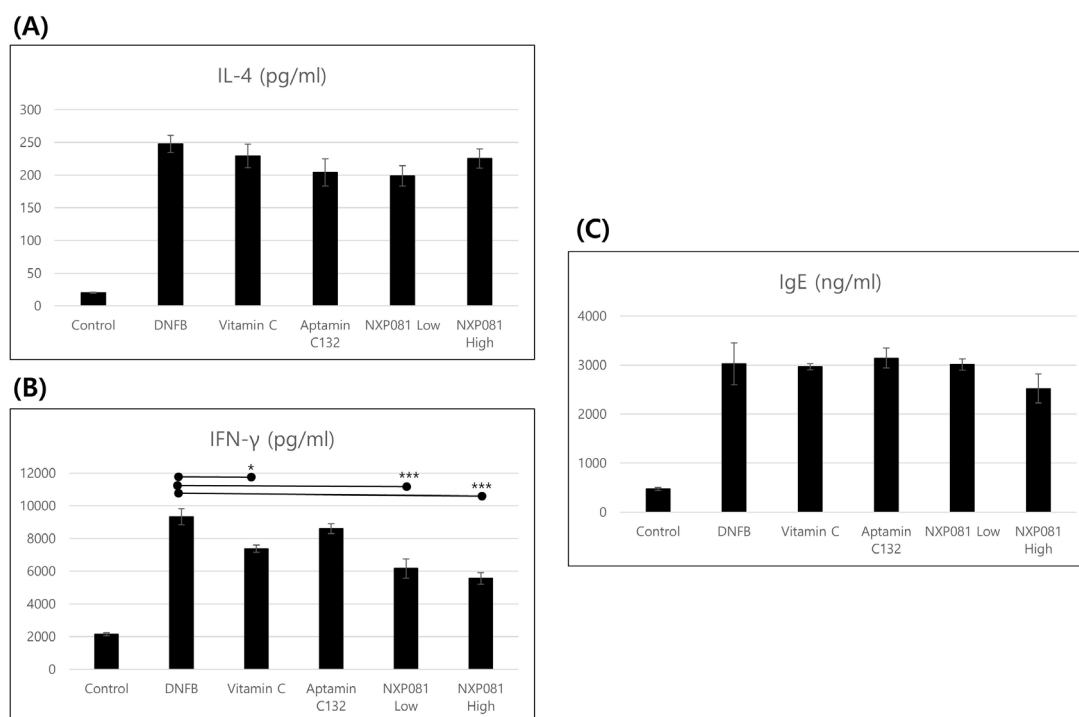 (A)
IL-4 (pg/ml)
300
250
200
150
100
50
0
Control DNFB Vitamin C Aptamin C132 NXP081 Low NXP081 High
(B)
IFN-γ (pg/ml)
12000
10000
8000
6000
4000
2000
0
* *** ***
Control DNFB Vitamin C Aptamin C132 NXP081 Low NXP081 High
(C)
IgE (ng/ml)
4000
3000
2000
1000
0
Control DNFB Vitamin C Aptamin C132 NXP081 Low NXP081 High